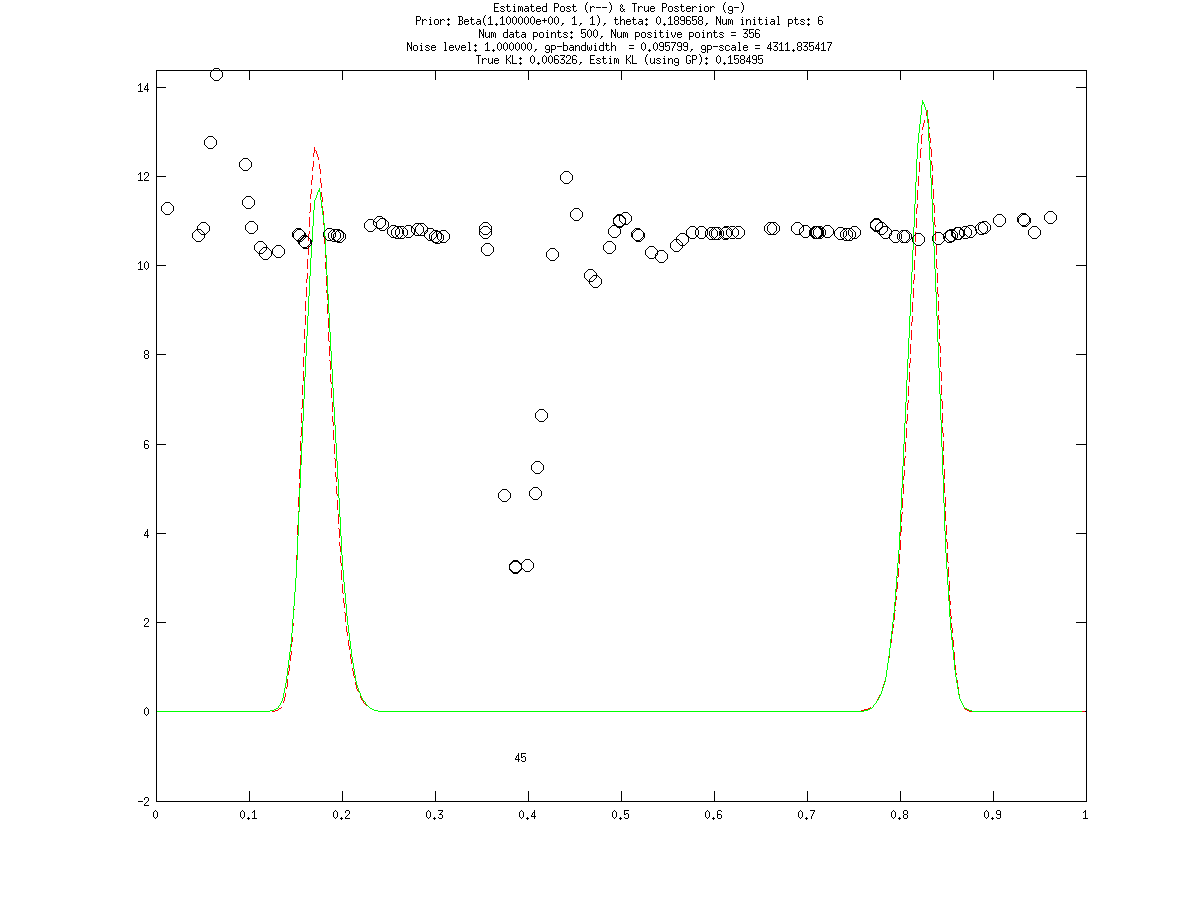 Estimated Post (r--) & True Posterior (g-)
Prior: Beta(1.100000e+00, 1, 1), theta: 0.189658, Num initial pts: 6
Num data points: 500, Num positive points = 356
Noise level: 1.000000, gp-bandwidth  = 0.095799, gp-scale = 4311.835417
True KL: 0.006326, Estim KL (using GP): 0.158495
14
12
10
8
6
4
2
0
45
-2
0 0.1 0.2 0.3 0.4 0.5 0.6 0.7 0.8 0.9 1